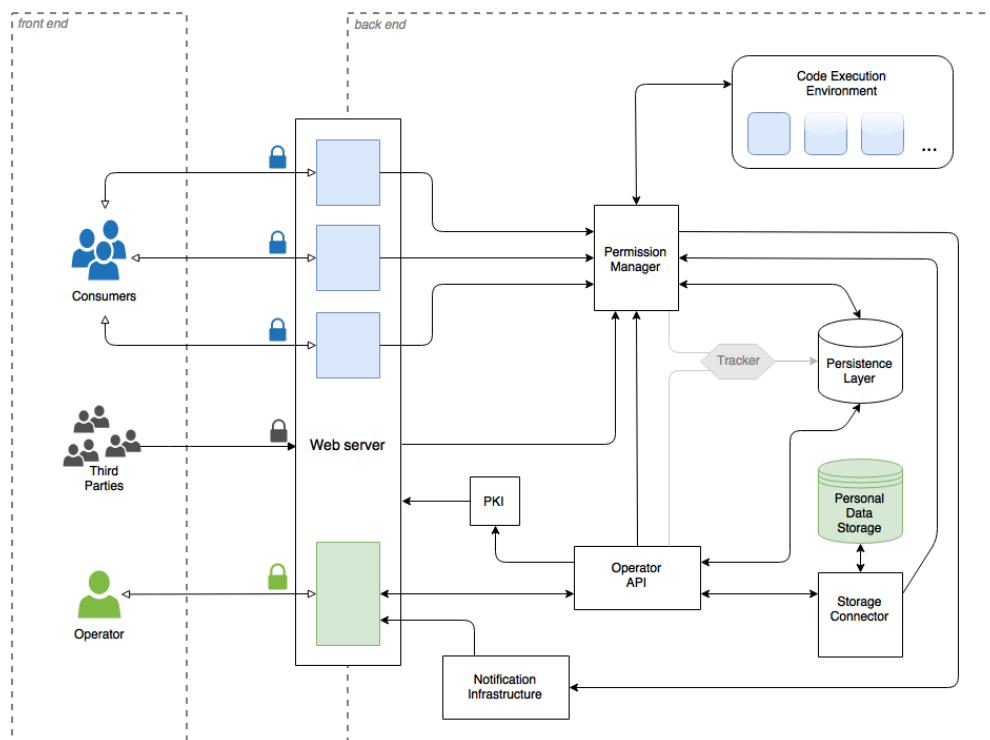 front end
back end
Code Execution
Environment
...
Consumers
Permission
Manager
Tracker
Persistence
Layer
Web server
Third
Parties
PKI
Personal
Data
Storage
Operator
API
Storage
Connector
Operator
Notification
Infrastructure